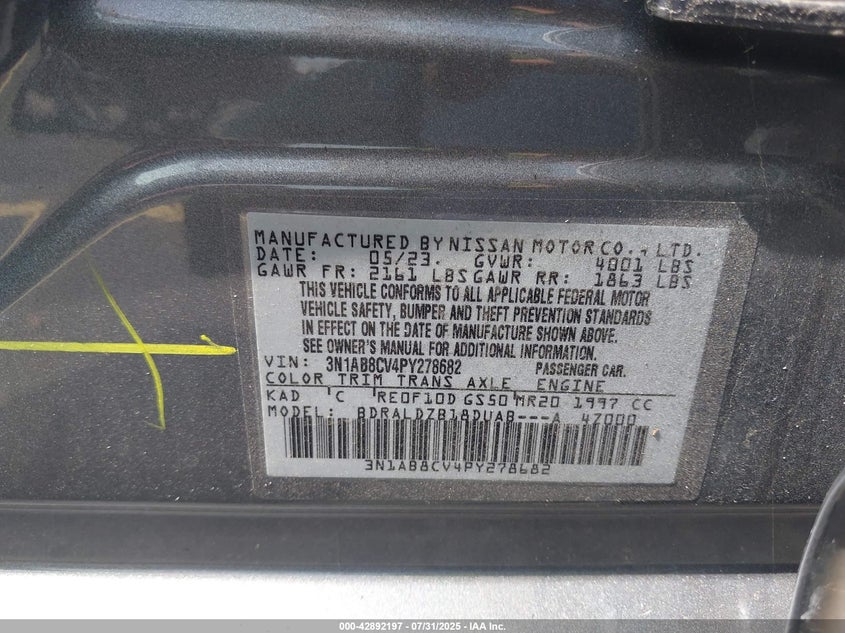 MANUFACTURED BY NISSAN MOTOR CO., LTD.
DATE: 05/23. GVWR: 4001 LBS
GAWR FR: 2161 LBS GAWR RR: 1863 LBS
THIS VEHICLE CONFORMS TO ALL APPLICABLE FEDERAL MOTOR
VEHICLE SAFETY, BUMPER AND THEFT PREVENTION STANDARDS
IN EFFECT ON THE DATE OF MANUFACTURE SHOWN ABOVE.
SEE OWNER'S MANUAL FOR ADDITIONAL INFORMATION.
VIN: 3N1AB8CV4PY278682 PASSENGER CAR.
COLOR TRIM TRANS AXLE ENGINE
KAD C RE0F10D GS50 MR20 1997 CC
MODEL: BDRALDZB18DUAB---A 47000
3N1AB8CV4PY278682
000-42892197 - 07/31/2025 - IAA Inc.